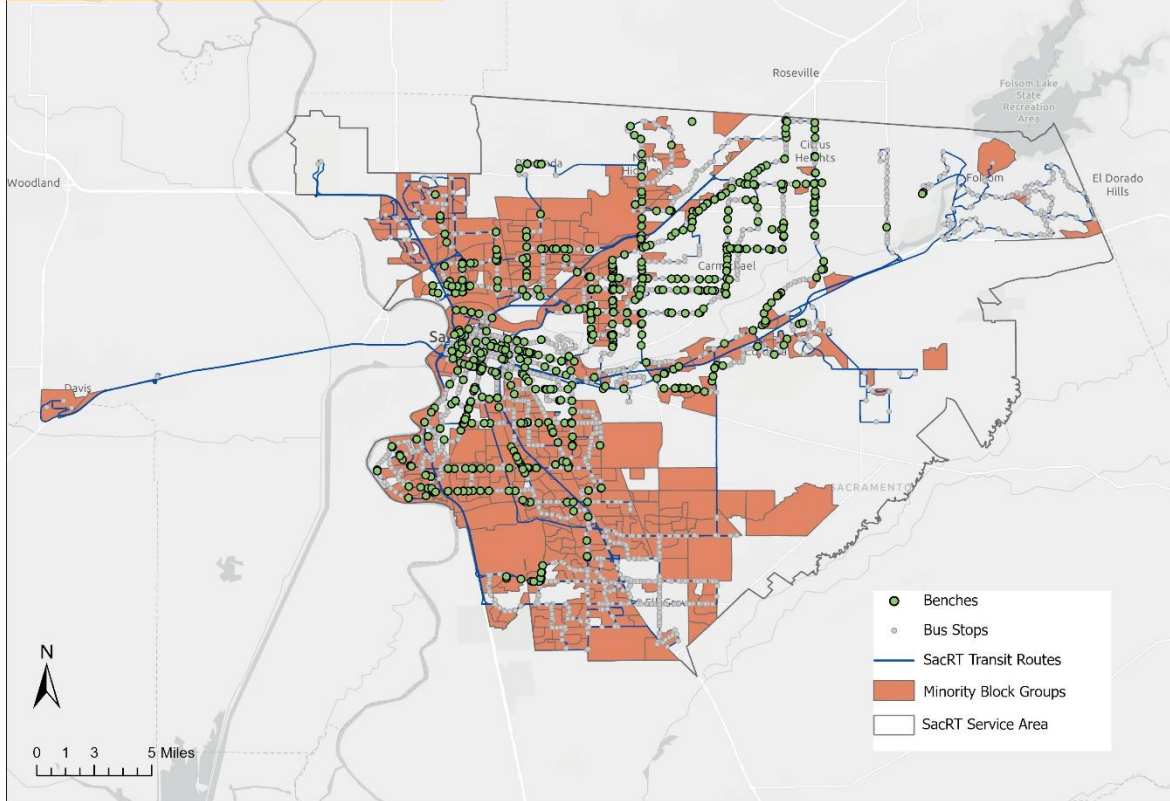 Roseville
Folsom Lake
State
Recreation
Area
Citrus
Heights
Woodland
Folsom
El Dorado
Hills
Carmichael
Davis
SACRAMENTO
N
0 1 3 5 Miles
Benches
Bus Stops
SacRT Transit Routes
Minority Block Groups
SacRT Service Area